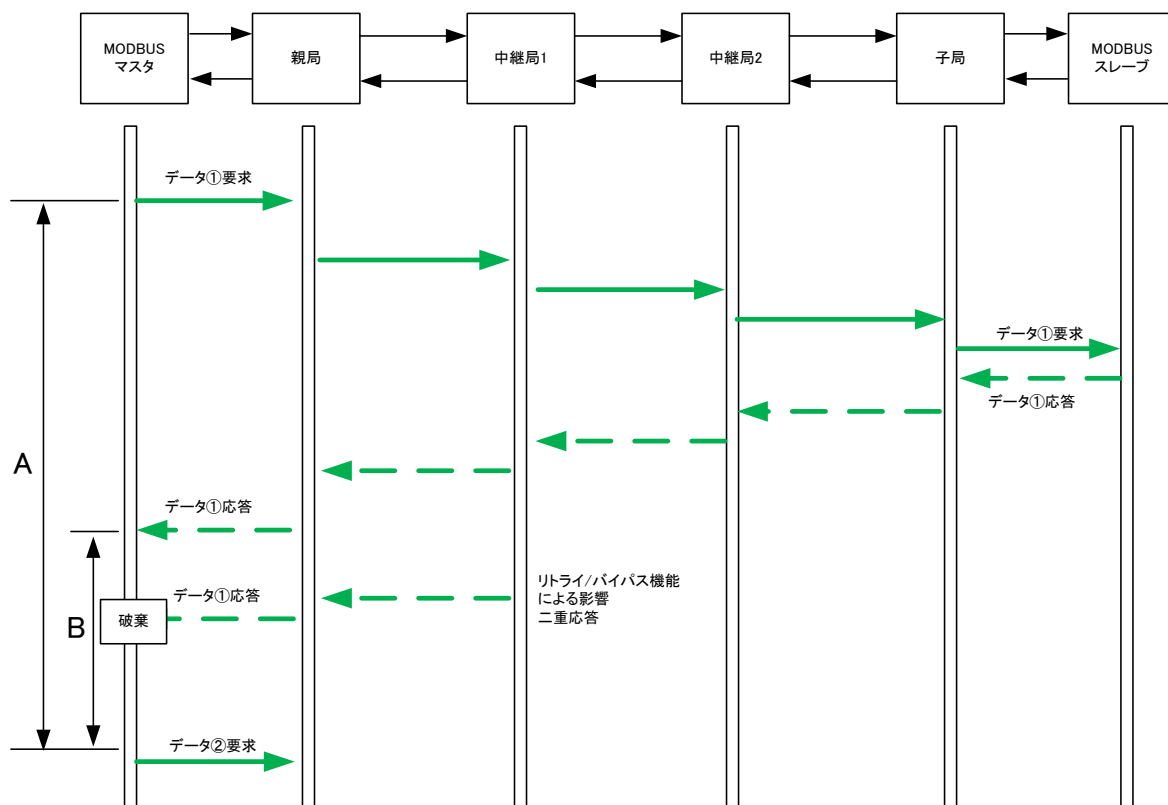 MODBUS
マスタ
親局
中継局1
中継局2
子局
MODBUS
スレーブ
データ①要求
データ①要求
データ①応答
A
データ①応答
リトライ/バイパス機能
による影響
二重応答
データ①応答
破棄
B
データ②要求